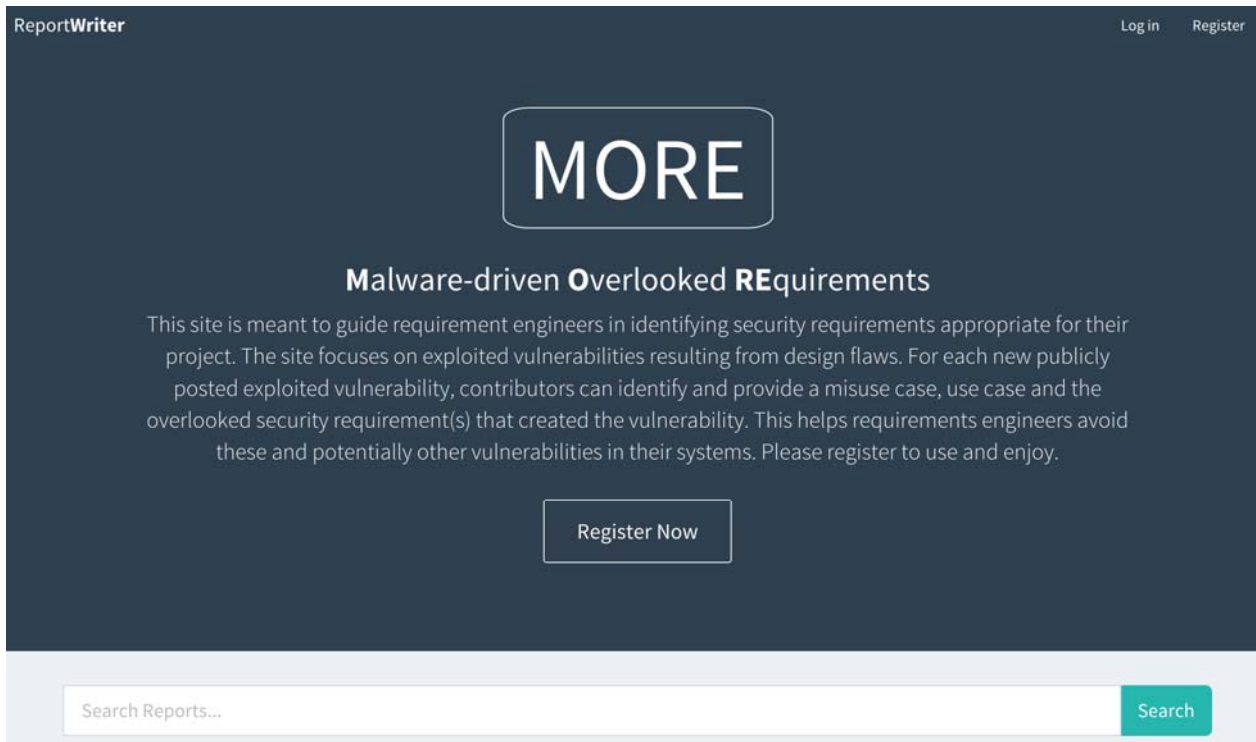 ReportWriter
Log in
Register
MORE
Malware-driven Overlooked REquirements
This site is meant to guide requirement engineers in identifying security requirements appropriate for their
project. The site focuses on exploited vulnerabilities resulting from design flaws. For each new publicly
posted exploited vulnerability, contributors can identify and provide a misuse case, use case and the
overlooked security requirement(s) that created the vulnerability. This helps requirements engineers avoid
these and potentially other vulnerabilities in their systems. Please register to use and enjoy.
Register Now
Search Reports...
Search